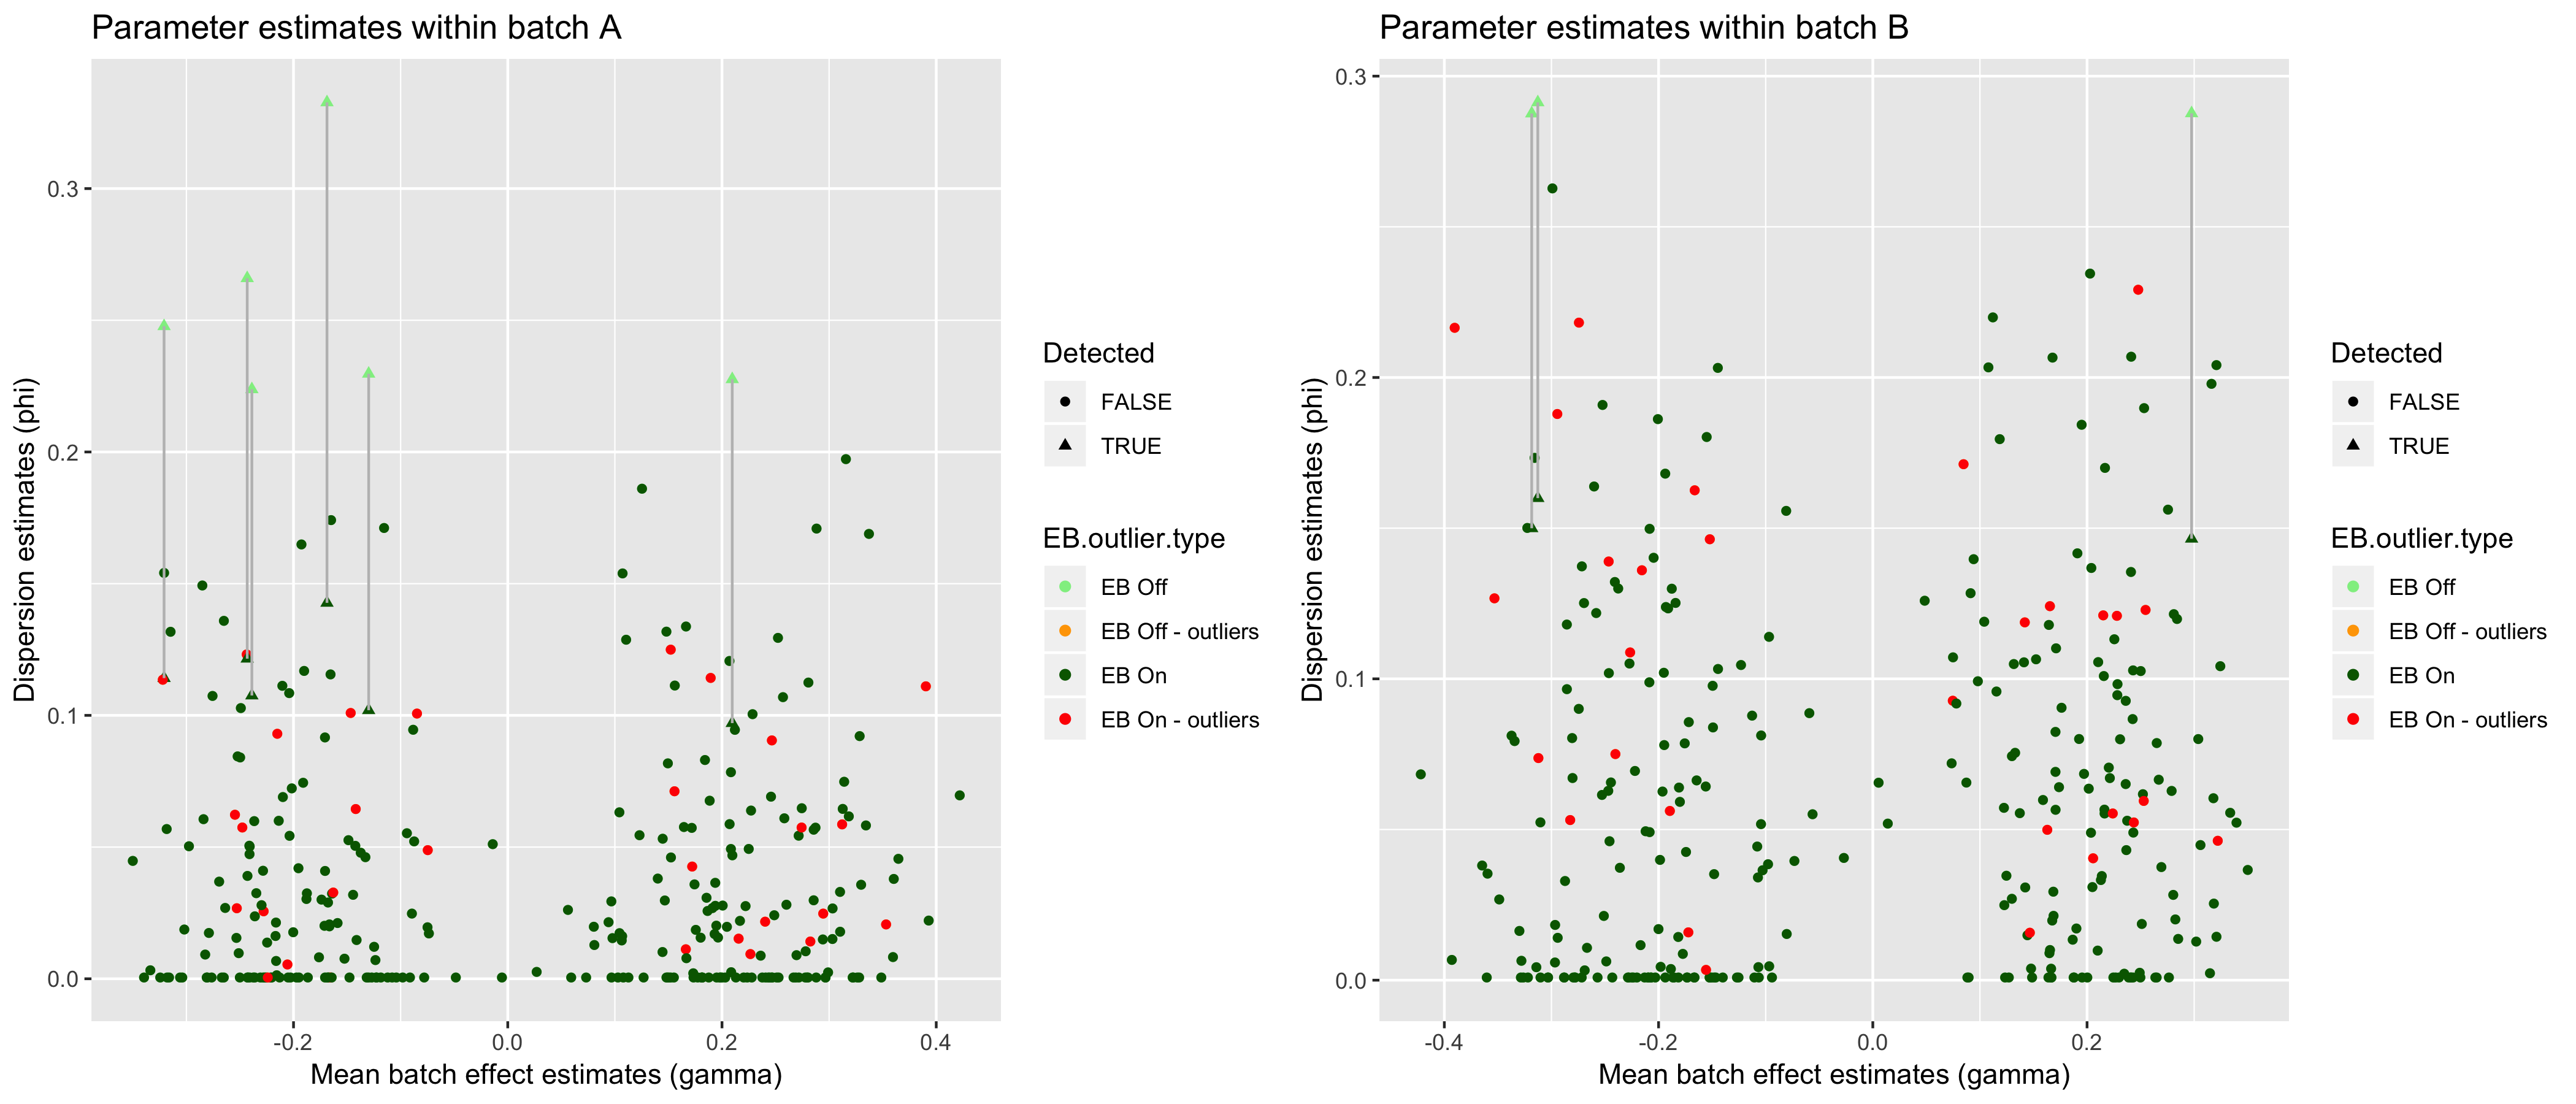 Parameter estimates within batch A
Dispersion estimates (phi)
0.3
0.2
0.1
0.0
-0.2
0.0
0.2
0.4
Mean batch effect estimates (gamma)
Detected
FALSE
TRUE
EB.outlier.type
EB Off
EB Off - outliers
EB On
EB On - outliers
Parameter estimates within batch B
Dispersion estimates (phi)
0.3
0.2
0.1
0.0
-0.4
-0.2
0.0
0.2
Mean batch effect estimates (gamma)
Detected
FALSE
TRUE
EB.outlier.type
EB Off
EB Off - outliers
EB On
EB On - outliers